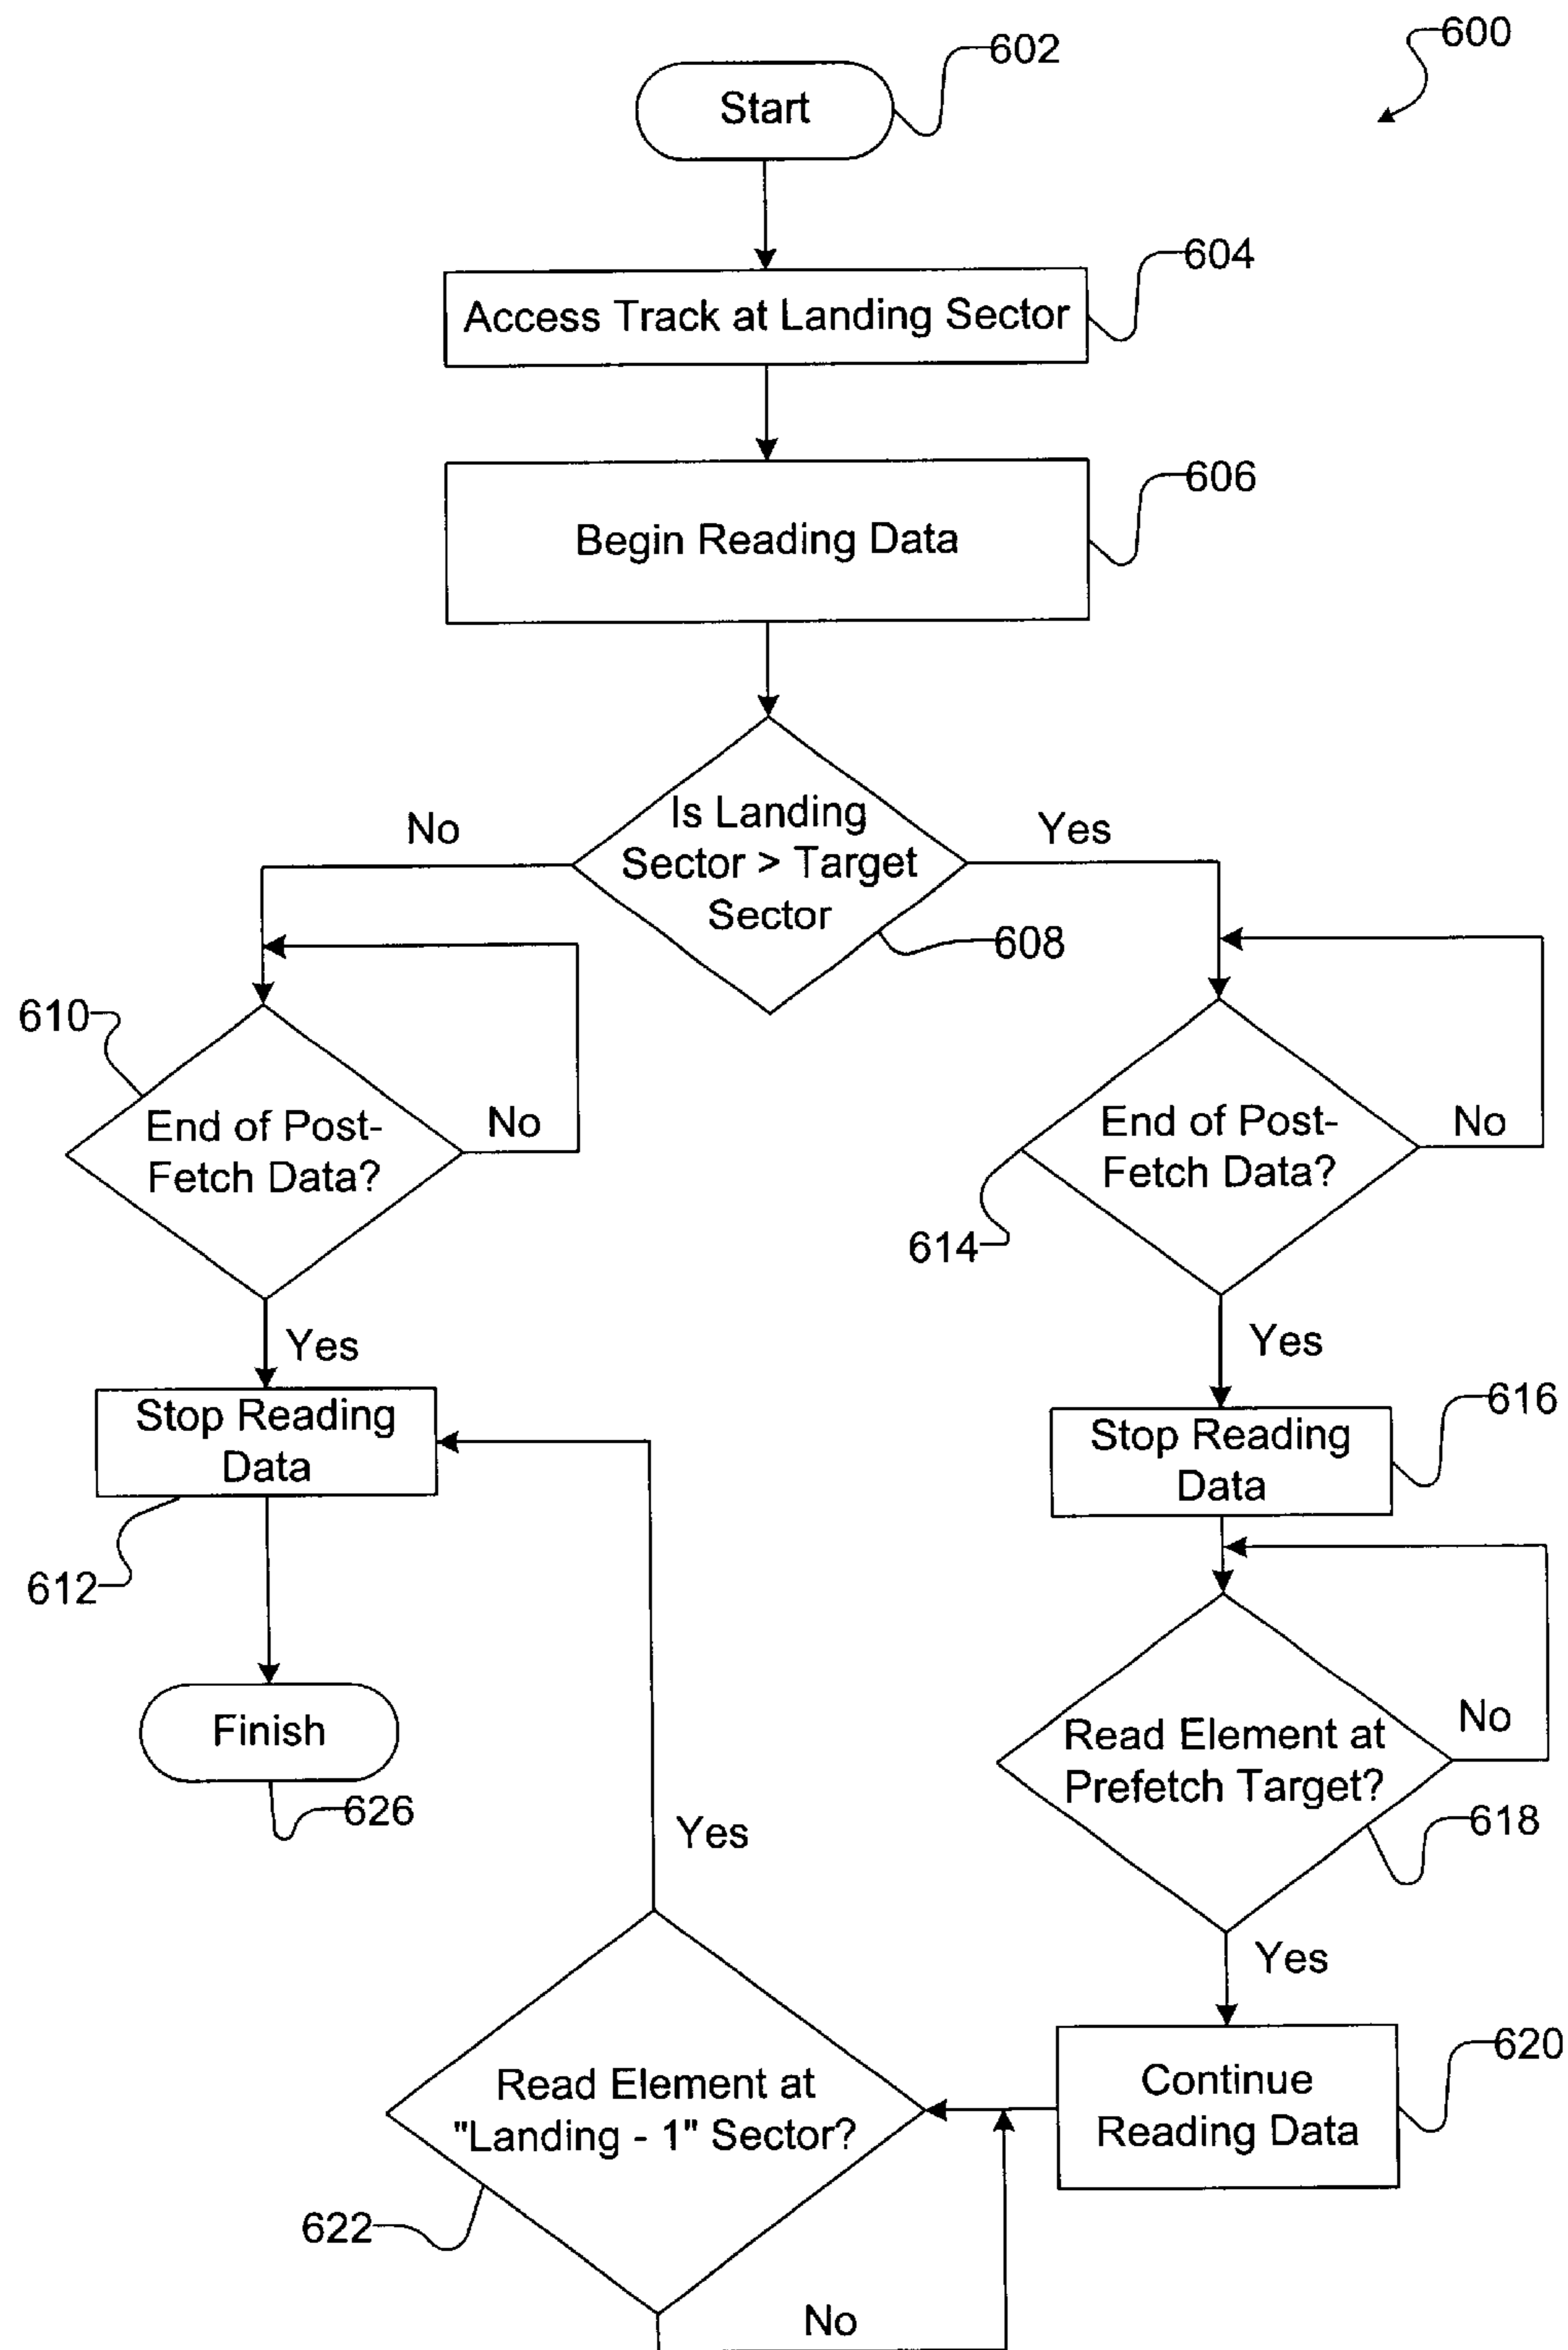 600
602
Start
604
Access Track at Landing Sector
606
Begin Reading Data
Is Landing
Sector > Target
Sector
No
Yes
608
610
End of Post-
Fetch Data?
No
End of Post-
Fetch Data?
No
614
Yes
Yes
Stop Reading
Data
612
616
Stop Reading
Data
Finish
626
Read Element at
Prefetch Target?
No
618
Yes
Yes
620
Continue
Reading Data
Read Element at
"Landing - 1" Sector?
622
No